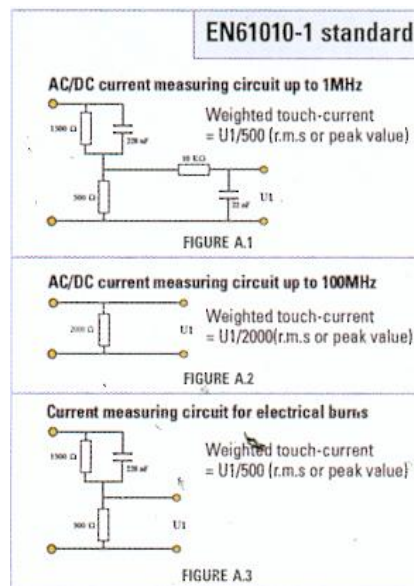 EN61010-1 standard
AC/DC current measuring circuit up to 1MHz
Weighted touch-current
= U1/500 (r.m.s or peak value)
1500 Ω
220 nF
10 KΩ
500 Ω
22 nF
U1
FIGURE A.1
AC/DC current measuring circuit up to 100MHz
Weighted touch-current
= U1/2000(r.m.s or peak value)
2000 Ω
U1
FIGURE A.2
Current measuring circuit for electrical burns
Weighted touch-current
= U1/500 (r.m.s or peak value)
1500 Ω
220 nF
500 Ω
U1
FIGURE A.3